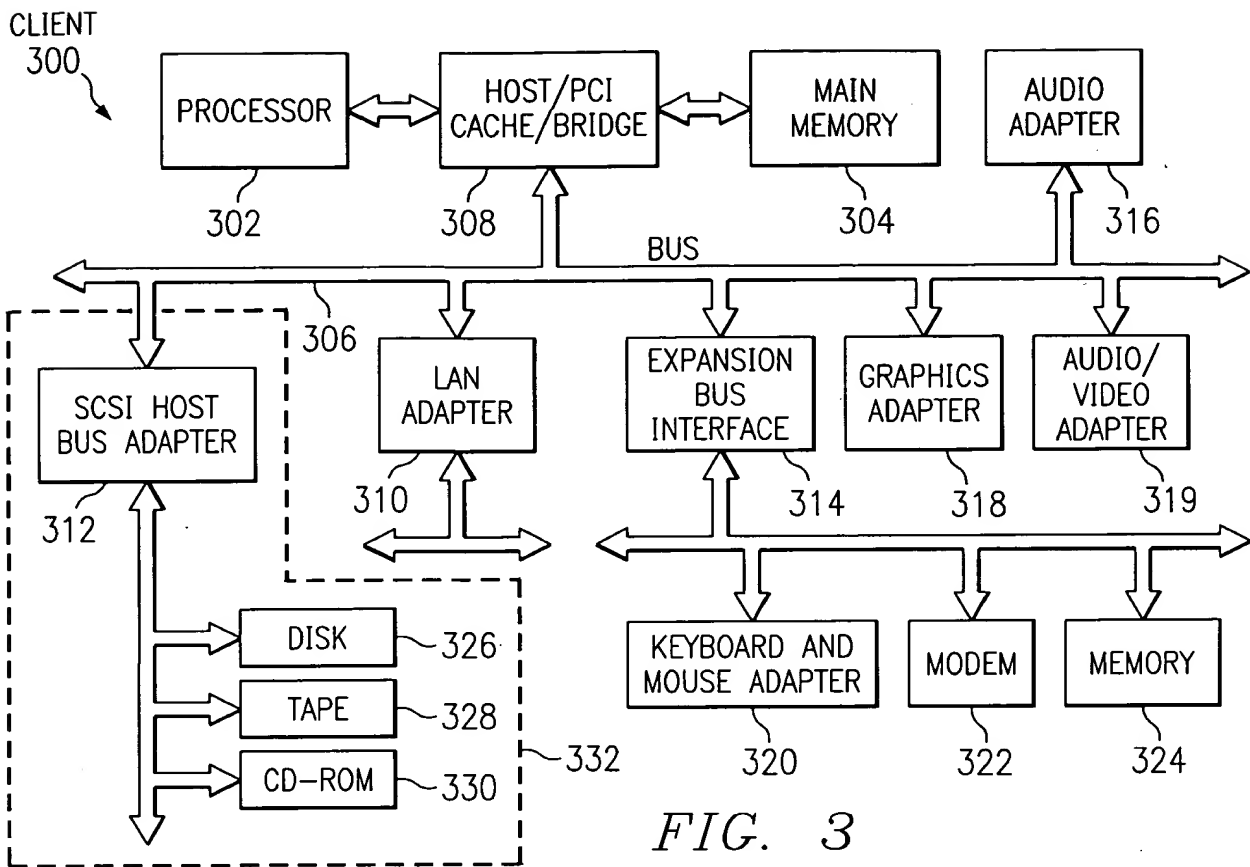 CLIENT
300
PROCESSOR
302
HOST/PCI
CACHE/BRIDGE
308
MAIN
MEMORY
304
AUDIO
ADAPTER
316
BUS
306
SCSI HOST
BUS ADAPTER
312
LAN
ADAPTER
310
EXPANSION
BUS
INTERFACE
314
GRAPHICS
ADAPTER
318
AUDIO/
VIDEO
ADAPTER
319
DISK
326
TAPE
328
CD-ROM
330
332
KEYBOARD AND
MOUSE ADAPTER
320
MODEM
322
MEMORY
324
FIG. 3